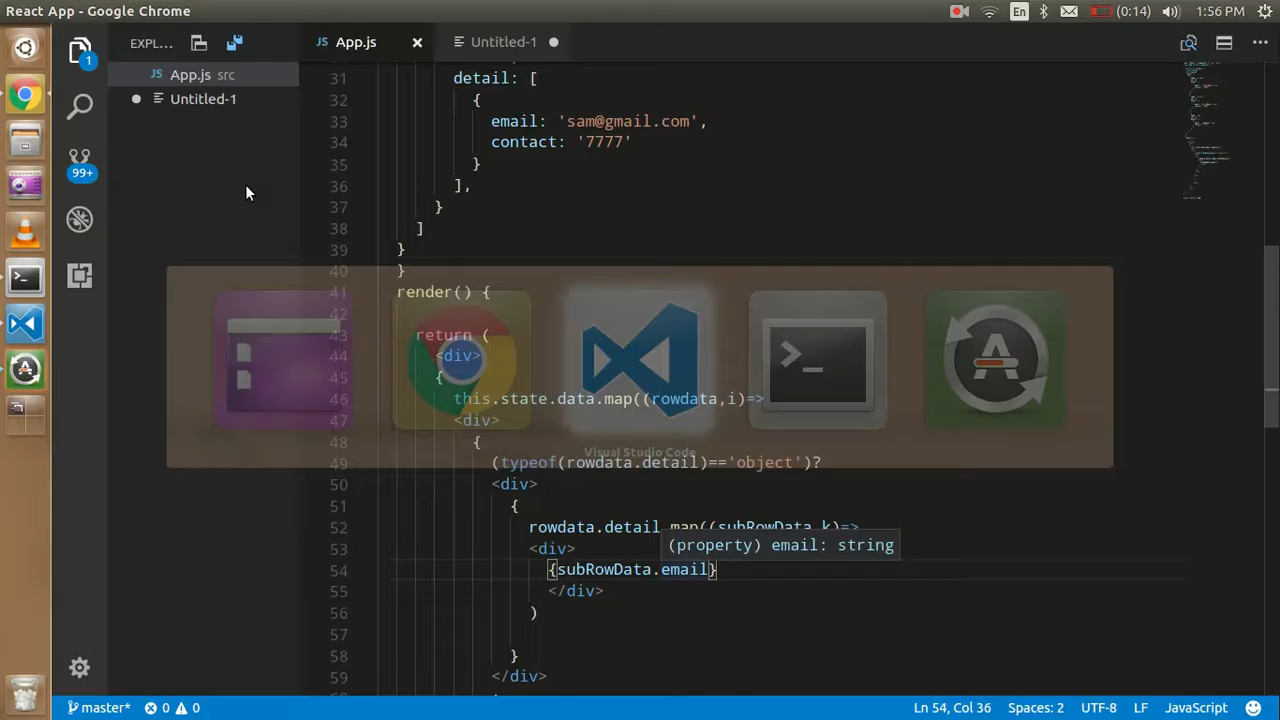 React App - Google Chrome
En
(0:14)
1:56 PM
EXPL...
JS App.js
Untitled-1
1
JS App.js src
Untitled-1
99+
31 detail: [
32 {
33 email: 'sam@gmail.com',
34 contact: '7777'
35 }
36 ],
37 }
38 ]
39 }
40 }
41 render() {
42
43 return (
44 <div>
45 {
46 this.state.data.map((rowdata,i)=>
47 <div>
48 {
Visual Studio Code
49 (typeof(rowdata.detail)=='object')?
50 <div>
51 {
52 rowdata.detail.map((subRowData,k)=>
53 <div>
(property) email: string
54 {subRowData.email}
55 </div>
56 )
57
58 }
59 </div>
master*
0
0
Ln 54, Col 36
Spaces: 2
UTF-8
LF
JavaScript